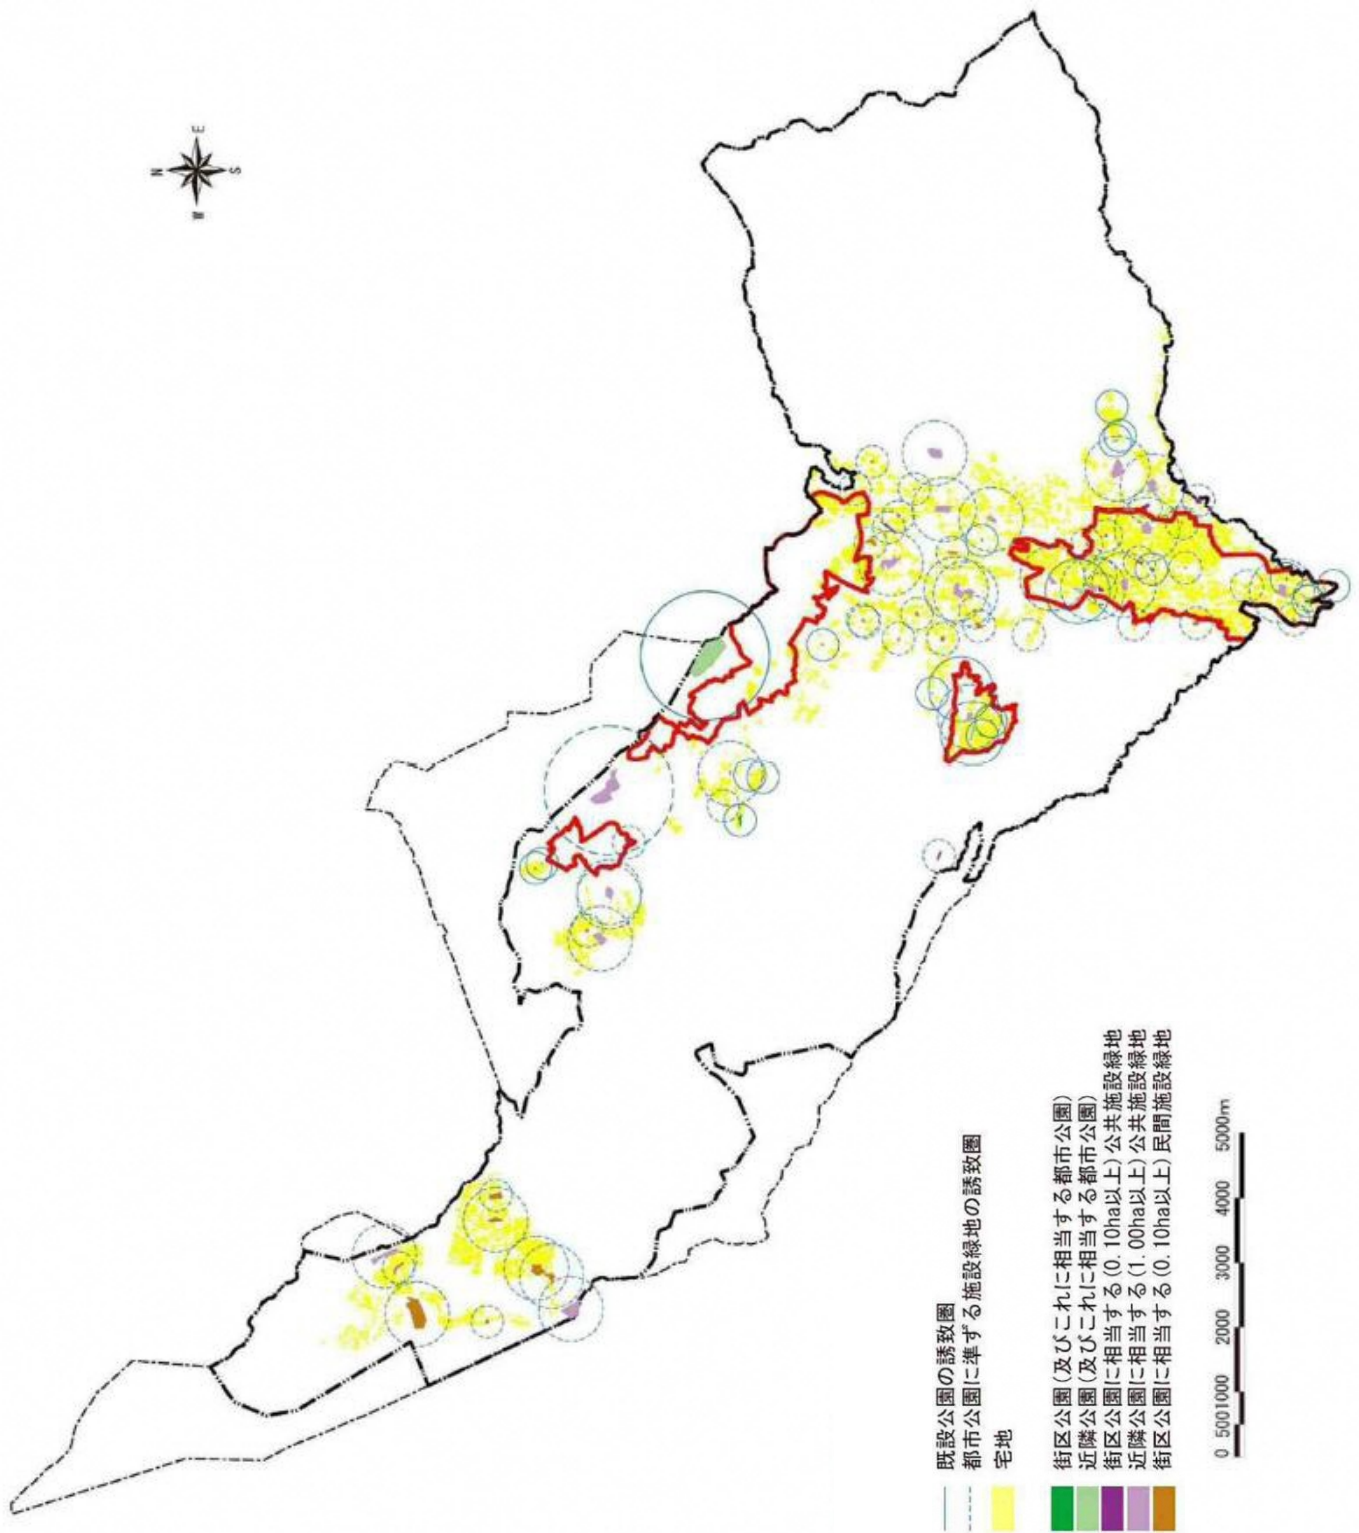 N
E
W
S
既設公園の誘致圏
都市公園に準ずる施設緑地の誘致圏
宅地
街区公園(及びこれに相当する都市公園)
近隣公園(及びこれに相当する都市公園)
街区公園に相当する(0.10ha以上)公共施設緑地
近隣公園に相当する(1.00ha以上)公共施設緑地
街区公園に相当する(0.10ha以上)民間施設緑地
0 500 1000 2000 3000 4000 5000m